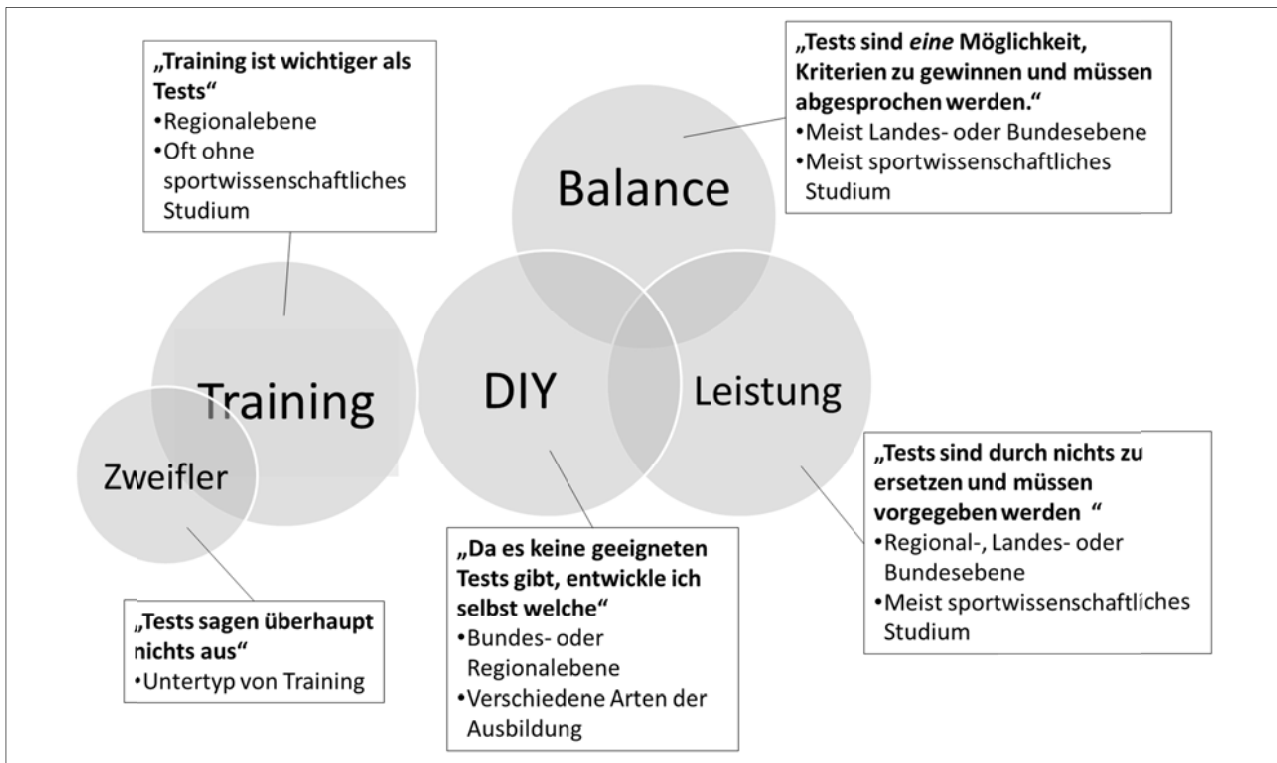 „Training ist wichtiger als
Tests“
•Regionalebene
•Oft ohne
sportwissenschaftliches
Studium
„Tests sind eine Möglichkeit,
Kriterien zu gewinnen und müssen
abgesprochen werden.“
•Meist Landes- oder Bundesebene
•Meist sportwissenschaftliches
Studium
Balance
Training
DIY
Leistung
Zweifler
„Tests sind durch nichts zu
ersetzen und müssen
vorgegeben werden “
•Regional-, Landes- oder
Bundesebene
•Meist sportwissenschaftliches
Studium
„Da es keine geeigneten
Tests gibt, entwickle ich
selbst welche“
•Bundes- oder
Regionalebene
•Verschiedene Arten der
Ausbildung
„Tests sagen überhaupt
nichts aus“
•Untertyp von Training